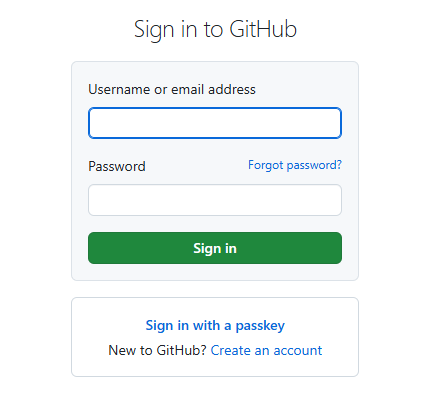 Sign in to GitHub
Username or email address
Password Forgot password?
Sign in
Sign in with a passkey
New to GitHub? Create an account